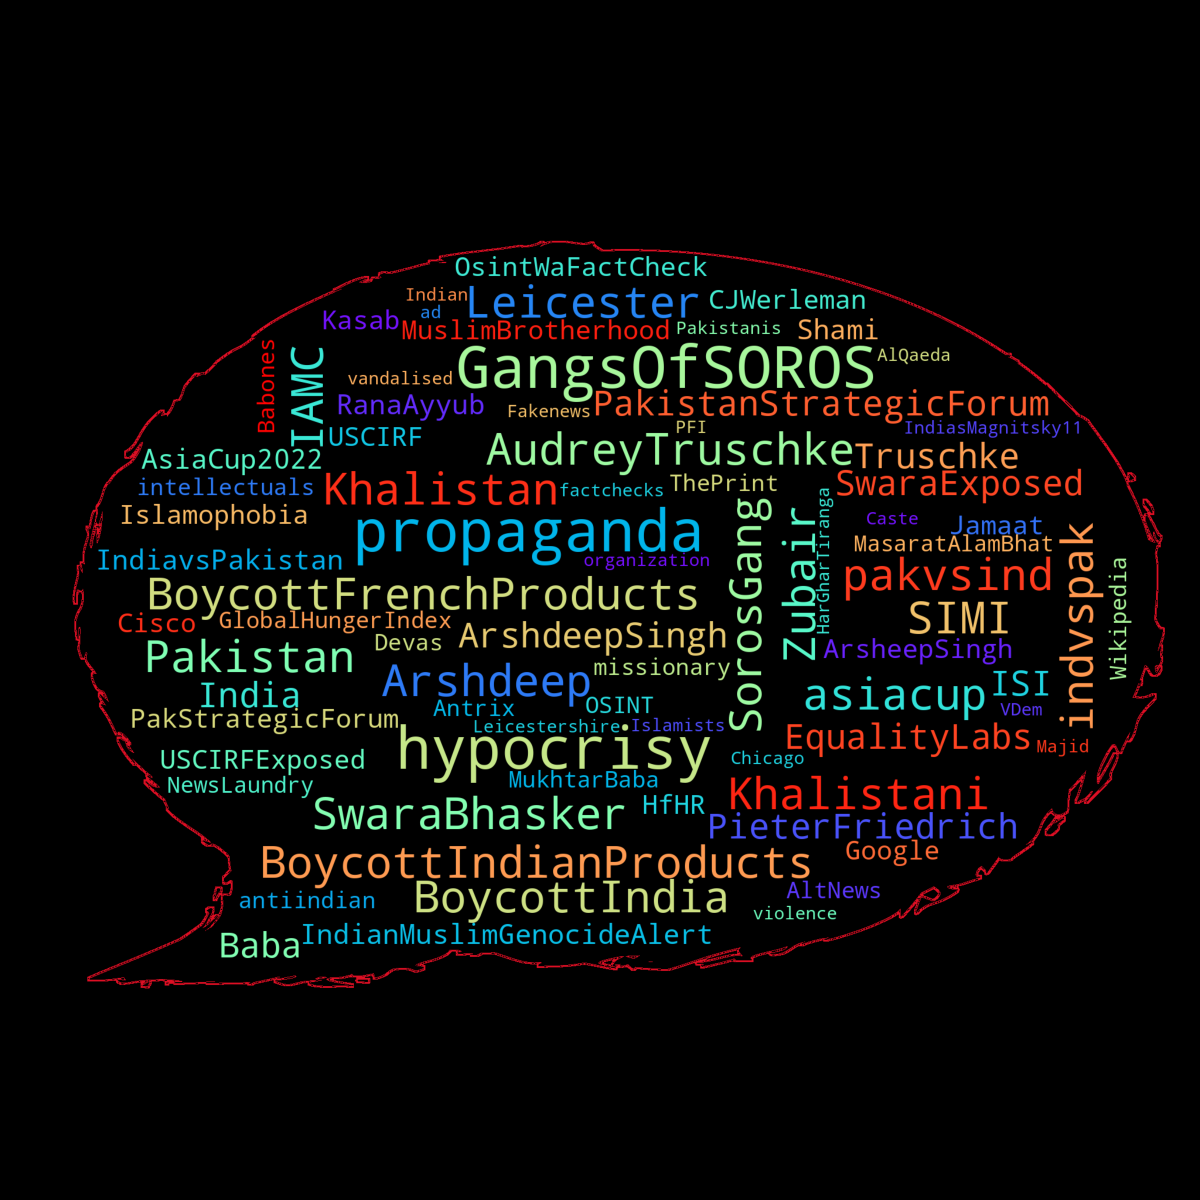 OsintWaFactCheck
Indian
Leicester
CJWerleman
ad
Kasab
MuslimBrotherhood
Pakistanis
Shami
Babones
IAMC
GangsOfSOROS
AlQaeda
vandalised
RanaAyyub
Fakenews
PakistanStrategicForum
USCIRF
PFI
IndiasMagnitsky11
AsiaCup2022
AudreyTruschke
Truschke
intellectuals
Khalistan
factchecks
ThePrint
SwaraExposed
Islamophobia
propaganda
SorosGang
Zubair
HarGharTiranga
Caste
Jamaat
MasaratAlamBhat
indvspak
IndiavsPakistan
organization
pakvsind
Wikipedia
BoycottFrenchProducts
Cisco
GlobalHungerIndex
SIMI
Devas
ArshdeepSingh
Pakistan
missionary
ArsheepSingh
India
Arshdeep
asiacup
ISI
Antrix
OSINT
VDem
PakStrategicForum
Leicestershire
Islamists
hypocrisy
EqualityLabs
Majid
USCIRFExposed
Chicago
NewsLaundry
MukhtarBaba
Khalistani
SwaraBhasker
HfHR
PieterFriedrich
BoycottIndianProducts
Google
antiindian
BoycottIndia
AltNews
violence
Baba
IndianMuslimGenocideAlert